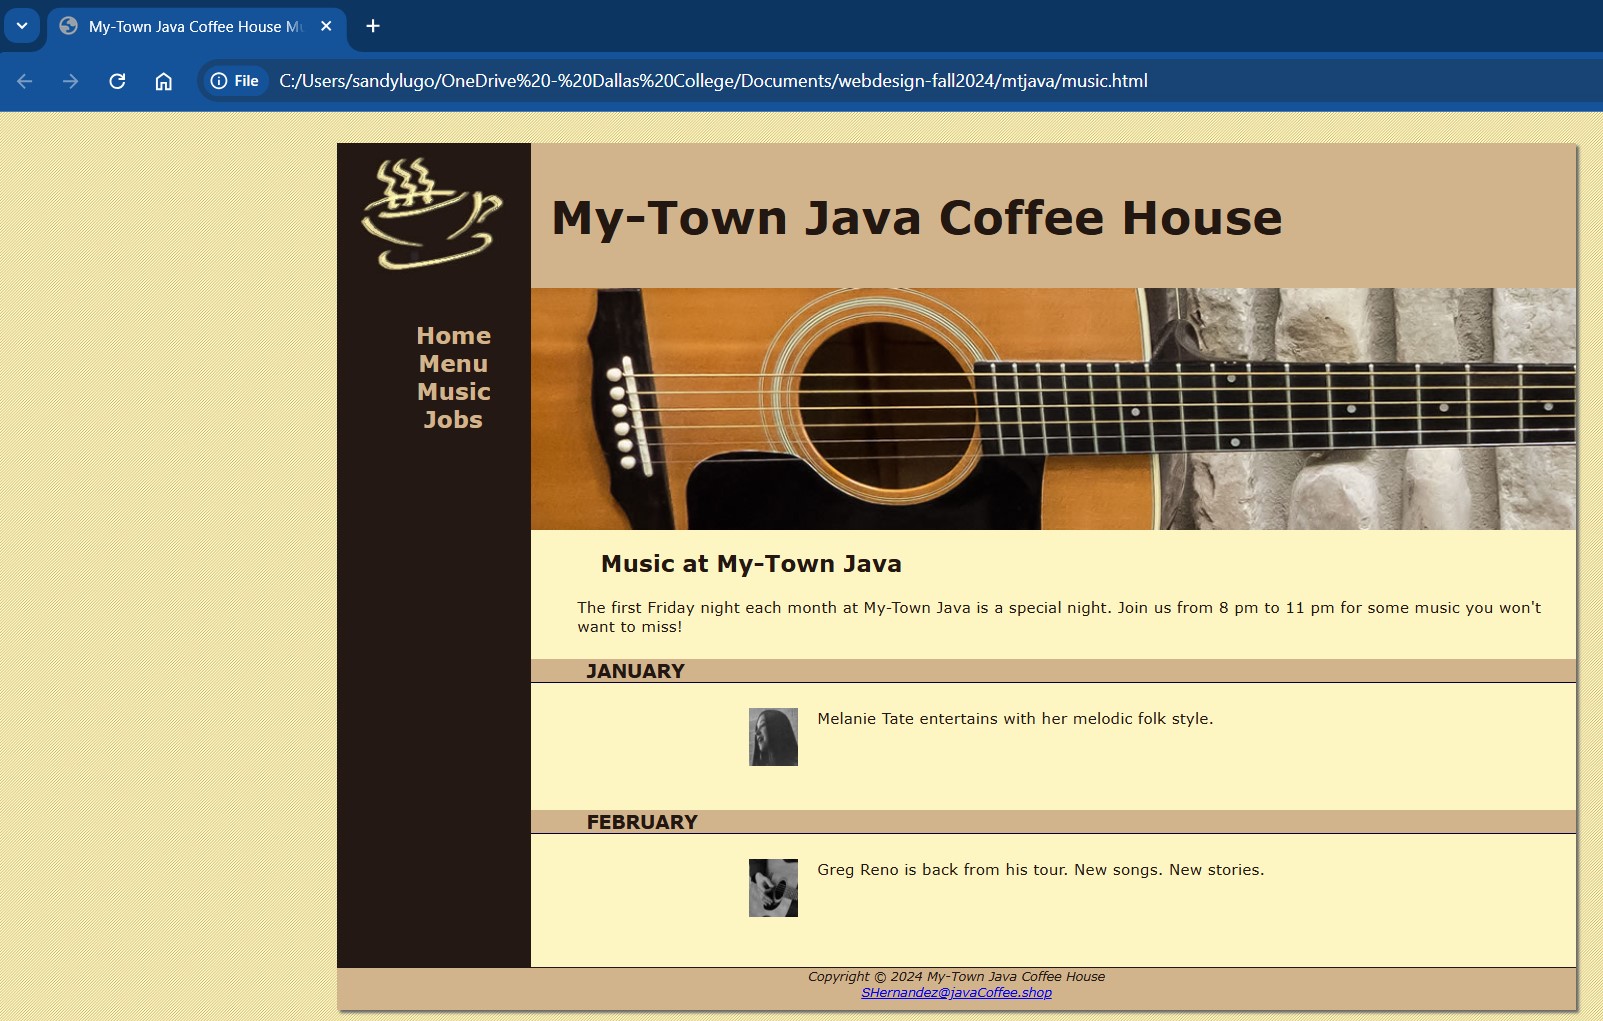 My-Town Java Coffee House
File
C:/Users/sandylugo/OneDrive%20-%20Dallas%20College/Documents/webdesign-fall2024/mtjava/music.html
My-Town Java Coffee House
Home
Menu
Music
Jobs
Music at My-Town Java
The first Friday night each month at My-Town Java is a special night. Join us from 8 pm to 11 pm for some music you won't
want to miss!
JANUARY
Melanie Tate entertains with her melodic folk style.
FEBRUARY
Greg Reno is back from his tour. New songs. New stories.
Copyright © 2024 My-Town Java Coffee House
SHernandez@javaCoffee.shop